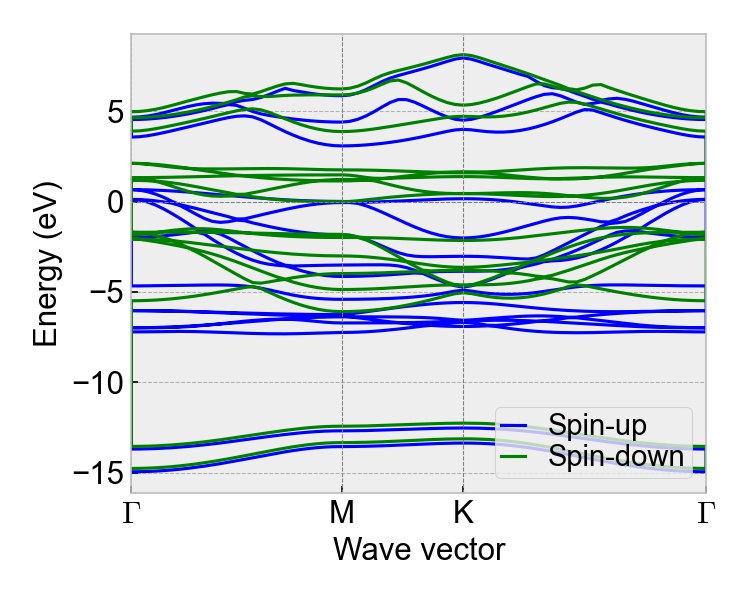 5
0
−5
−10
−15
Energy (eV)
Spin-up
Spin-down
Γ M K Γ
Wave vector